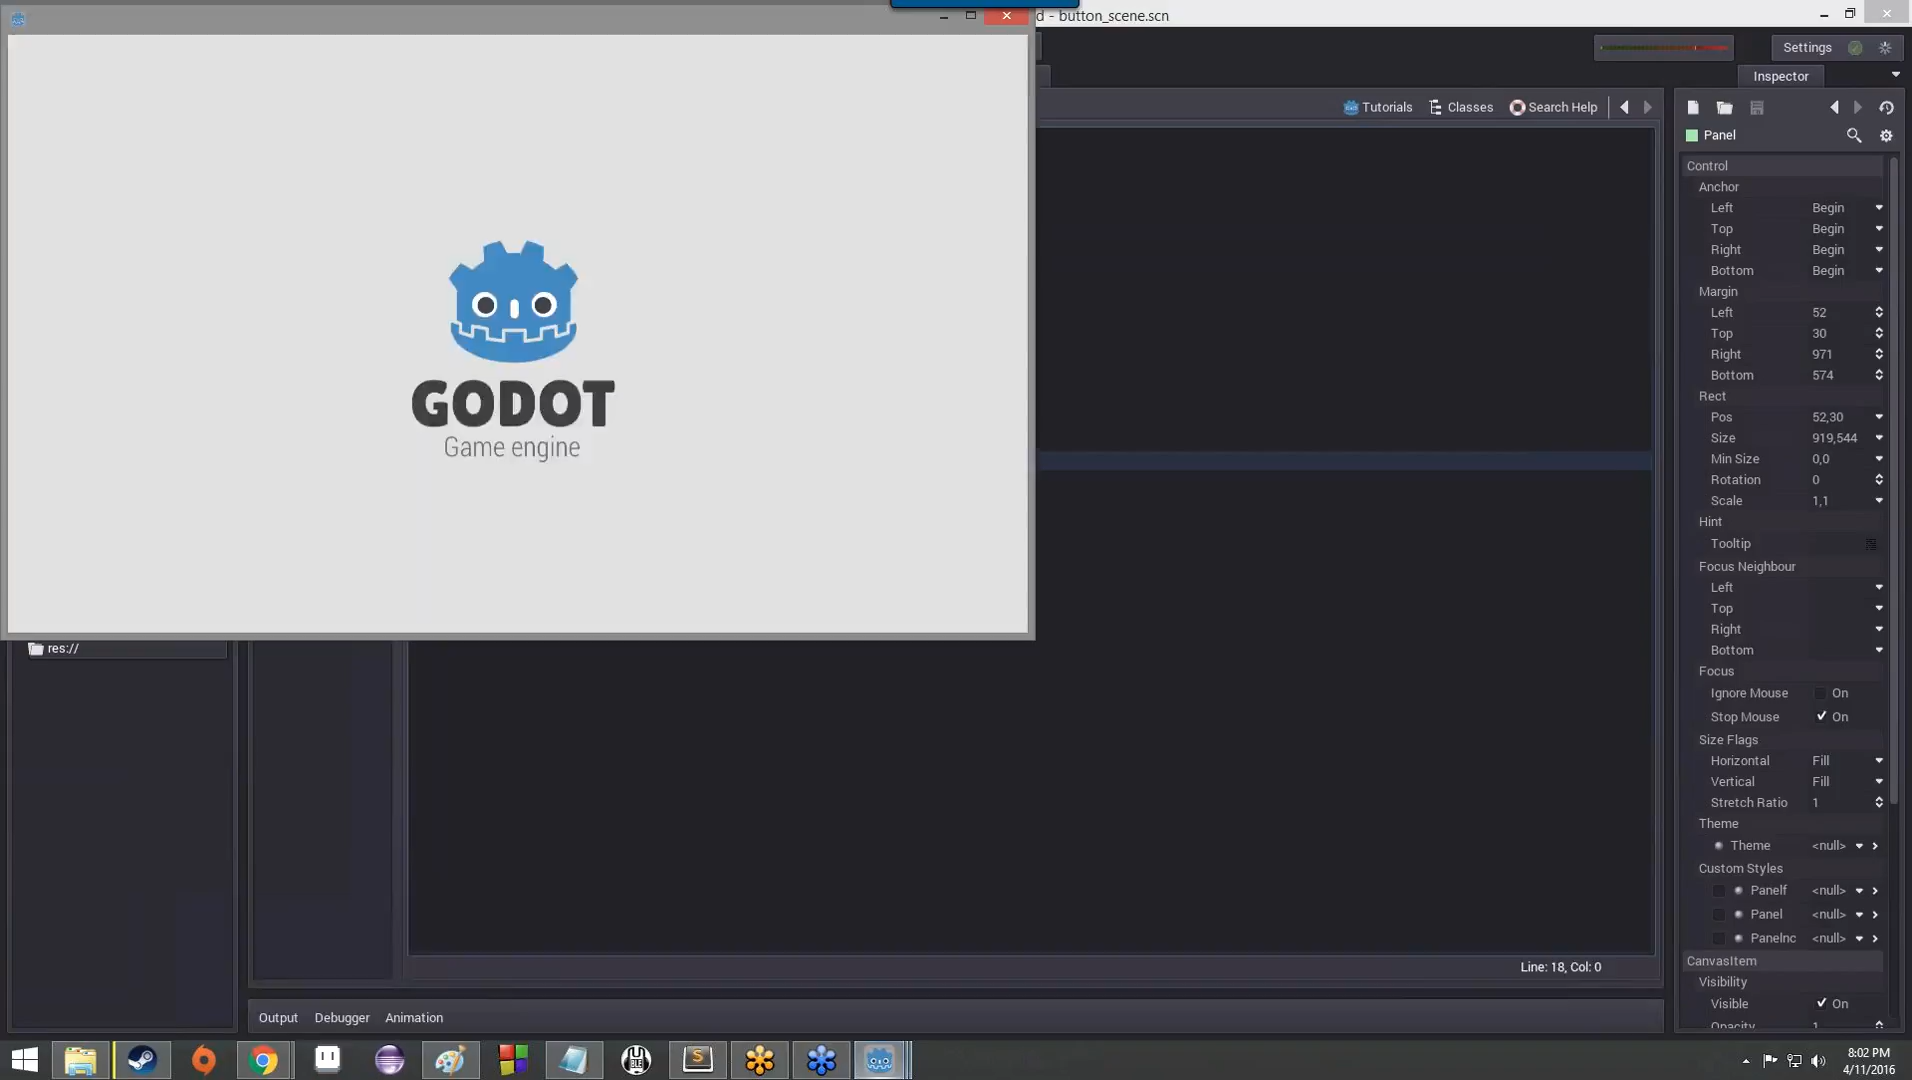 d - button_scene.scn
Settings
Inspector
Tutorials
Classes
Search Help
Panel
Control
Anchor
Left Begin
Top Begin
Right Begin
Bottom Begin
Margin
Left 52
Top 30
Right 971
Bottom 574
Rect
Pos 52,30
Size 919,544
Min Size 0,0
Rotation 0
Scale 1,1
Hint
Tooltip
Focus Neighbour
Left
Top
Right
Bottom
Focus
Ignore Mouse On
Stop Mouse On
Size Flags
Horizontal Fill
Vertical Fill
Stretch Ratio 1
Theme
Theme <null>
Custom Styles
Panelf <null>
Panel <null>
PanelNc <null>
CanvasItem
Visibility
Visible On
Opacity 1
GODOT
Game engine
res://
Line: 18, Col: 0
Output
Debugger
Animation
8:02 PM
4/11/2016